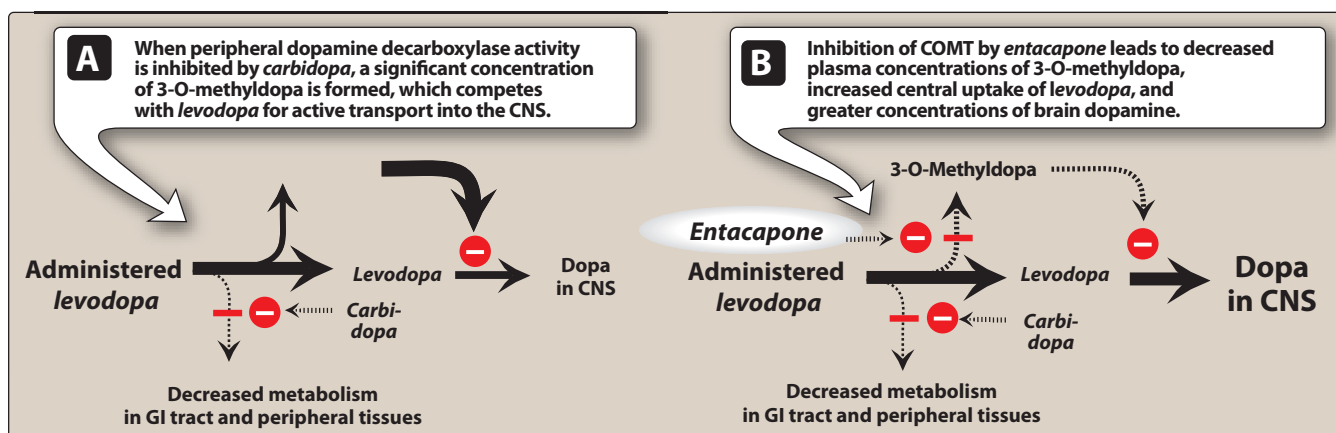 A
When peripheral dopamine decarboxylase activity
is inhibited by carbidopa, a significant concentration
of 3-O-methyldopa is formed, which competes
with levodopa for active transport into the CNS.
Administered
levodopa
Levodopa
Dopa
in CNS
Carbi-
dopa
Decreased metabolism
in GI tract and peripheral tissues
B
Inhibition of COMT by entacapone leads to decreased
plasma concentrations of 3-O-methyldopa,
increased central uptake of levodopa, and
greater concentrations of brain dopamine.
3-O-Methyldopa
Entacapone
Administered
levodopa
Levodopa
Dopa
in CNS
Carbi-
dopa
Decreased metabolism
in GI tract and peripheral tissues